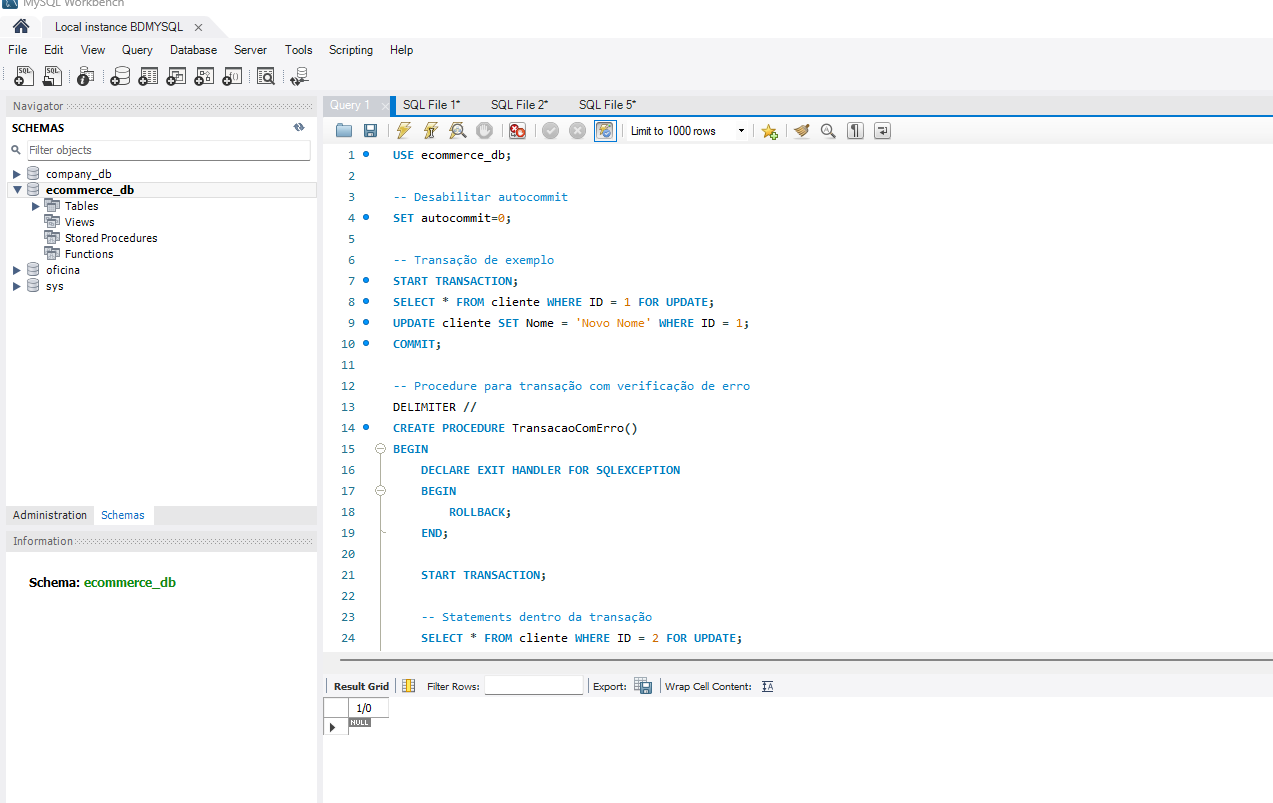 MySQL Workbench
Local instance BDMYSQL ×
File Edit View Query Database Server Tools Scripting Help
Navigator
SCHEMAS
Filter objects
company_db
ecommerce_db
Tables
Views
Stored Procedures
Functions
oficina
sys
Administration Schemas
Information
Schema: ecommerce_db
Query 1 × SQL File 1* SQL File 2* SQL File 5*
Limit to 1000 rows
1 USE ecommerce_db;
2
3 -- Desabilitar autocommit
4 SET autocommit=0;
5
6 -- Transação de exemplo
7 START TRANSACTION;
8 SELECT * FROM cliente WHERE ID = 1 FOR UPDATE;
9 UPDATE cliente SET Nome = 'Novo Nome' WHERE ID = 1;
10 COMMIT;
11
12 -- Procedure para transação com verificação de erro
13 DELIMITER //
14 CREATE PROCEDURE TransacaoComErro()
15 BEGIN
16 DECLARE EXIT HANDLER FOR SQLEXCEPTION
17 BEGIN
18 ROLLBACK;
19 END;
20
21 START TRANSACTION;
22
23 -- Statements dentro da transação
24 SELECT * FROM cliente WHERE ID = 2 FOR UPDATE;
Result Grid Filter Rows: Export: Wrap Cell Content: IA
1/0
NULL